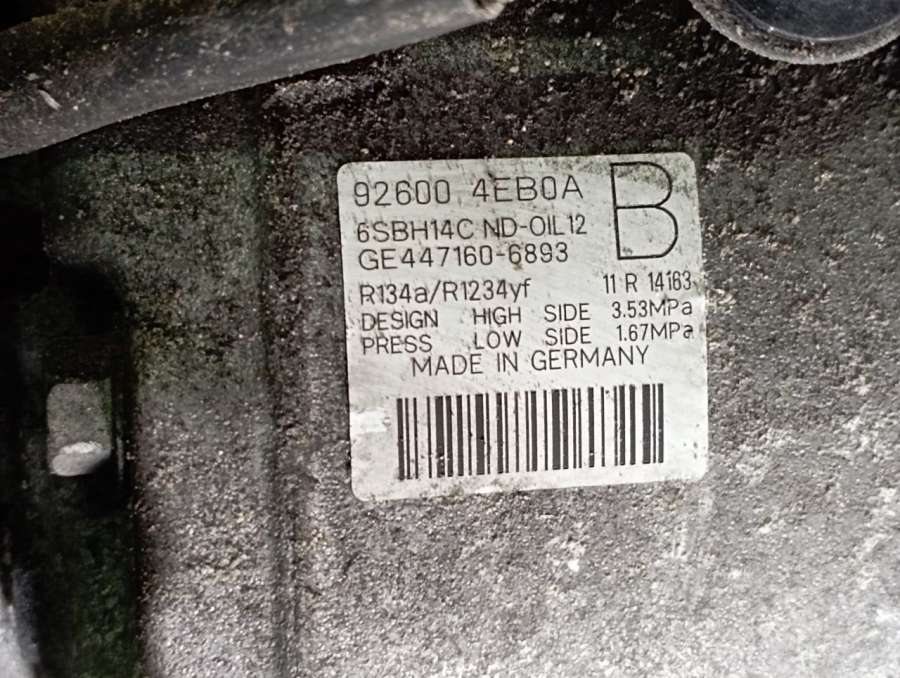 92600 4EB0A
B
6SBH14C ND-OIL12
GE447160-6893
R134a/R1234yf 11 R 14163
DESIGN HIGH SIDE 3.53MPa
PRESS LOW SIDE 1.67MPa
MADE IN GERMANY